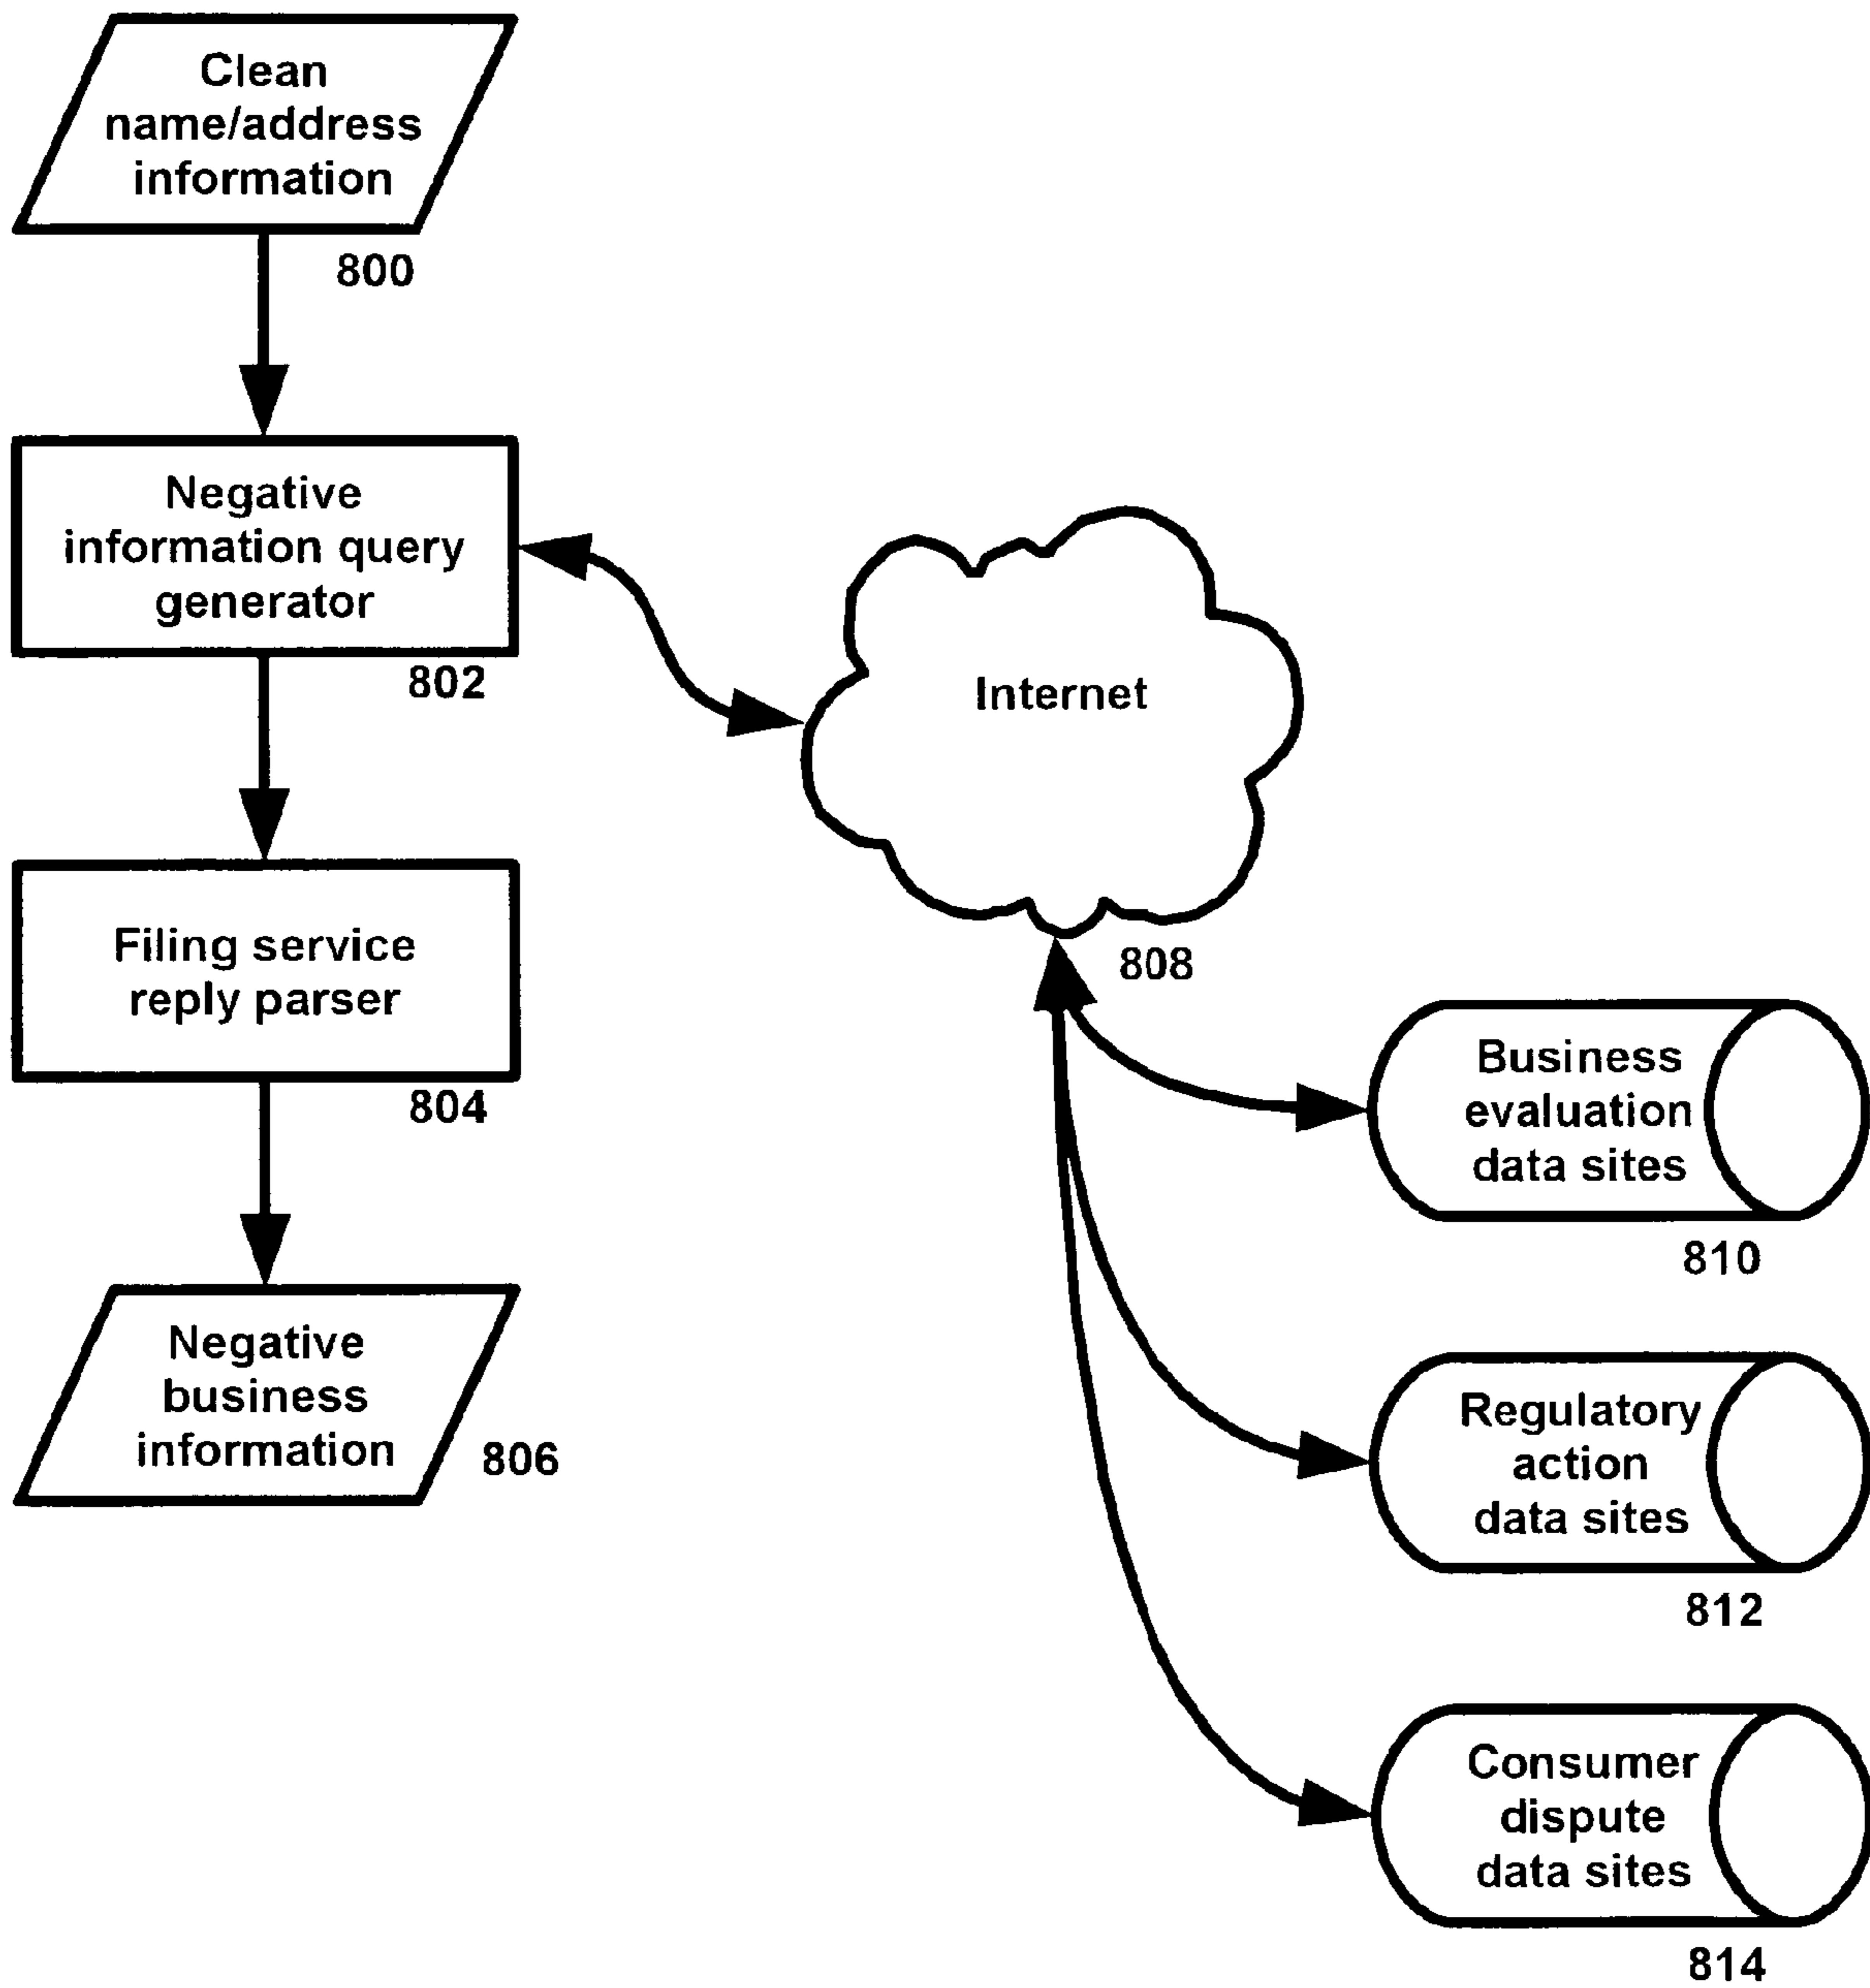 Clean
name/address
information
800
Negative
information query
generator
802
Filing service
reply parser
804
Negative
business
information
806
Internet
808
Business
evaluation
data sites
810
Regulatory
action
data sites
812
Consumer
dispute
data sites
814